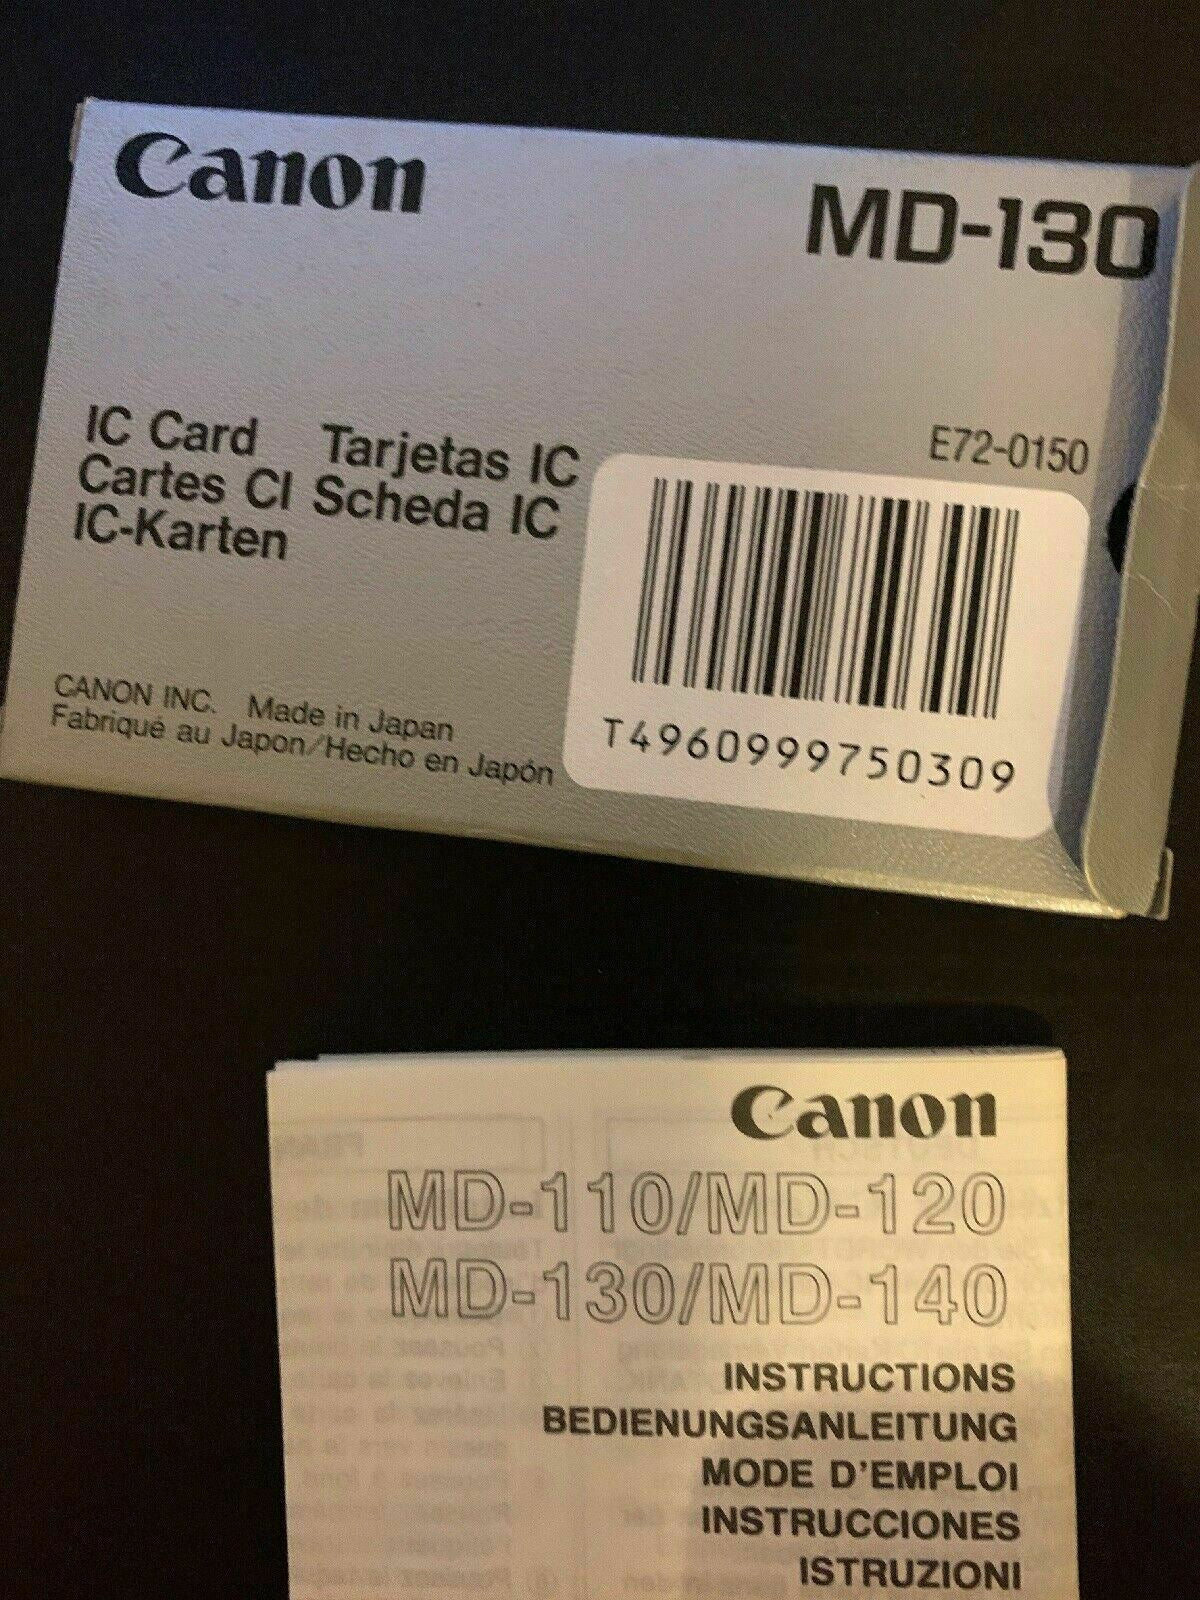 Canon
MD-130
IC Card Tarjetas IC
Cartes CI Scheda IC
IC-Karten
E72-0150
T4960999750309
CANON INC. Made in Japan
Fabriqué au Japon/Hecho en Japón
Canon
MD-110/MD-120
MD-130/MD-140
INSTRUCTIONS
BEDIENUNGSANLEITUNG
MODE D'EMPLOI
INSTRUCCIONES
ISTRUZIONI